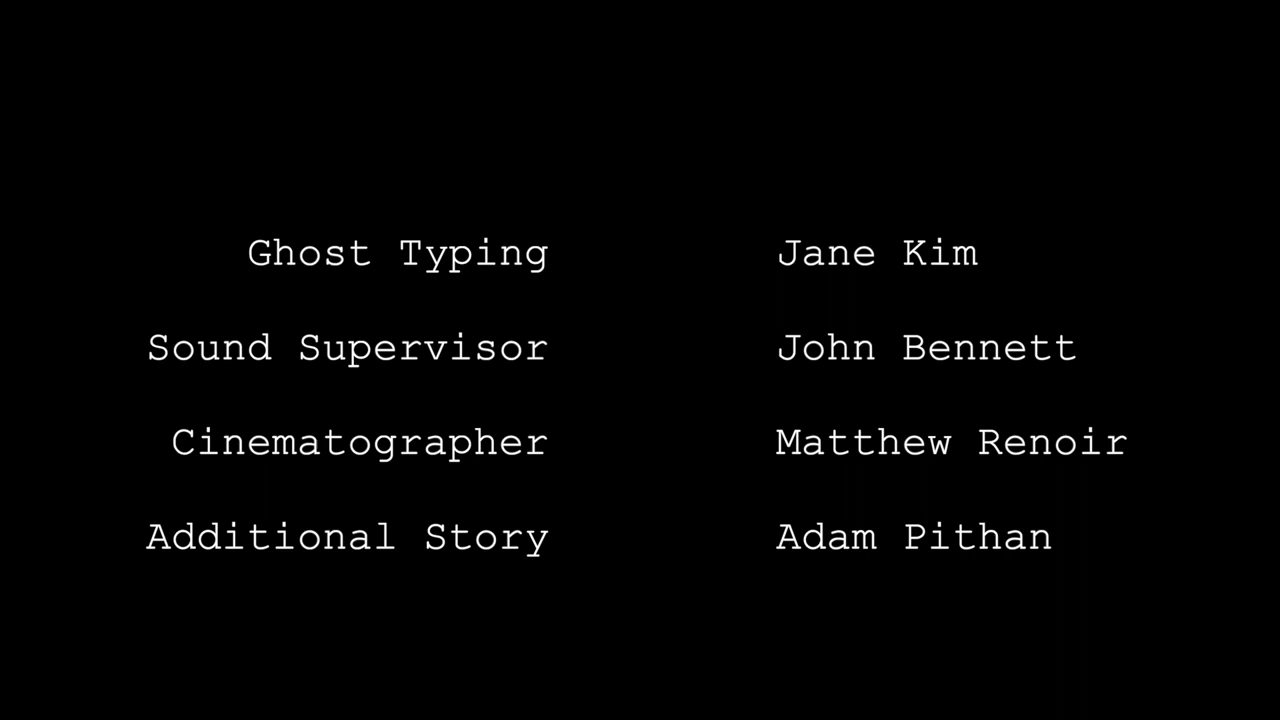 Ghost Typing Jane Kim
Sound Supervisor John Bennett
Cinematographer Matthew Renoir
Additional Story Adam Pithan